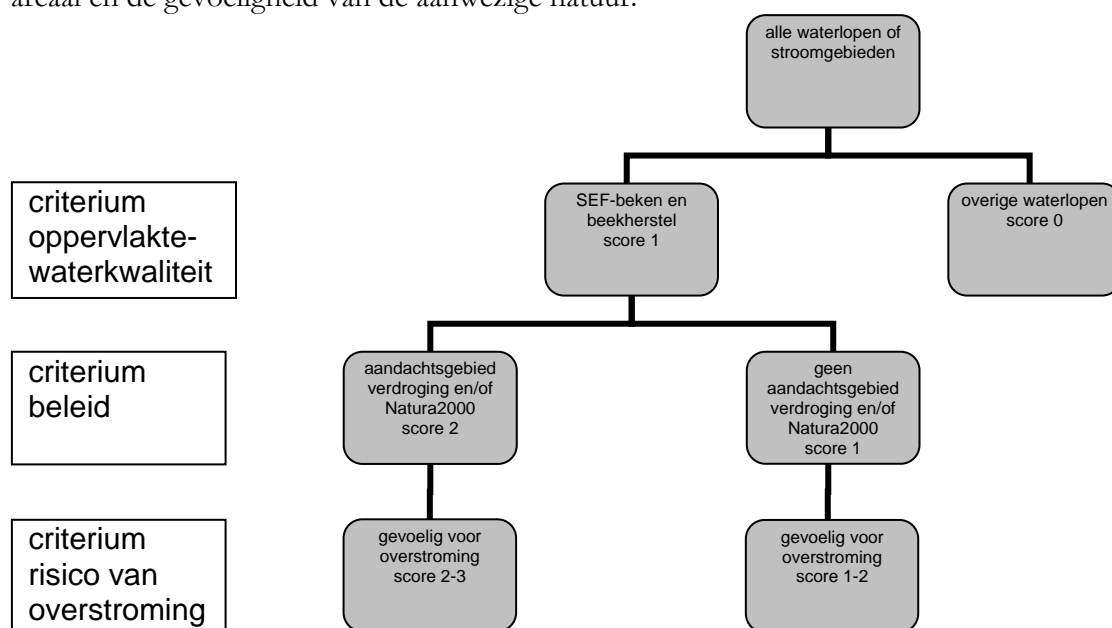 areaal en de gevoeligheid van de aanwezige natuur.
alle waterlopen of
stroomgebieden
criterium
oppervlakte-
waterkwaliteit
SEF-beken en
beekherstel
score 1
overige waterlopen
score 0
criterium
beleid
aandachtsgebied
verdroging en/of
Natura2000
score 2
geen
aandachtsgebied
verdroging en/of
Natura2000
score 1
criterium
risico van
overstroming
gevoelig voor
overstroming
score 2-3
gevoelig voor
overstroming
score 1-2